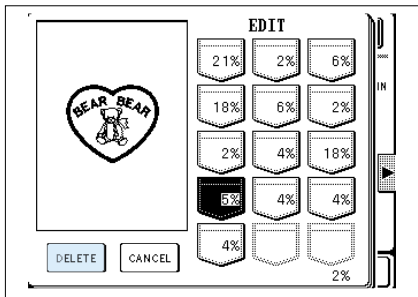 EDIT
21% 2% 6%
18% 6% 2%
2% 4% 18%
5% 4% 4%
4%
2%
BEAR BEAR
DELETE CANCEL
IN